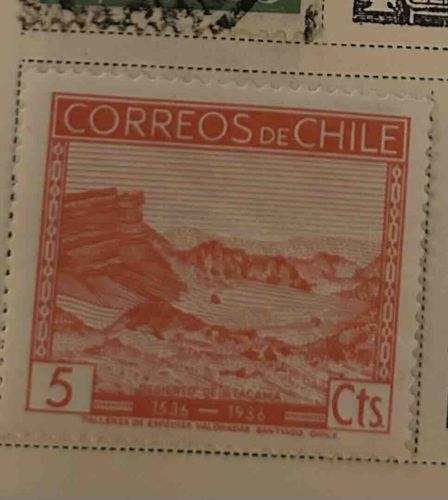 CORREOS DE CHILE
DESIERTO DE ATACAMA
5
1536 — 1936
Cts.
TALLERES DE ESPECIES VALORADAS SANTIAGO, CHILE